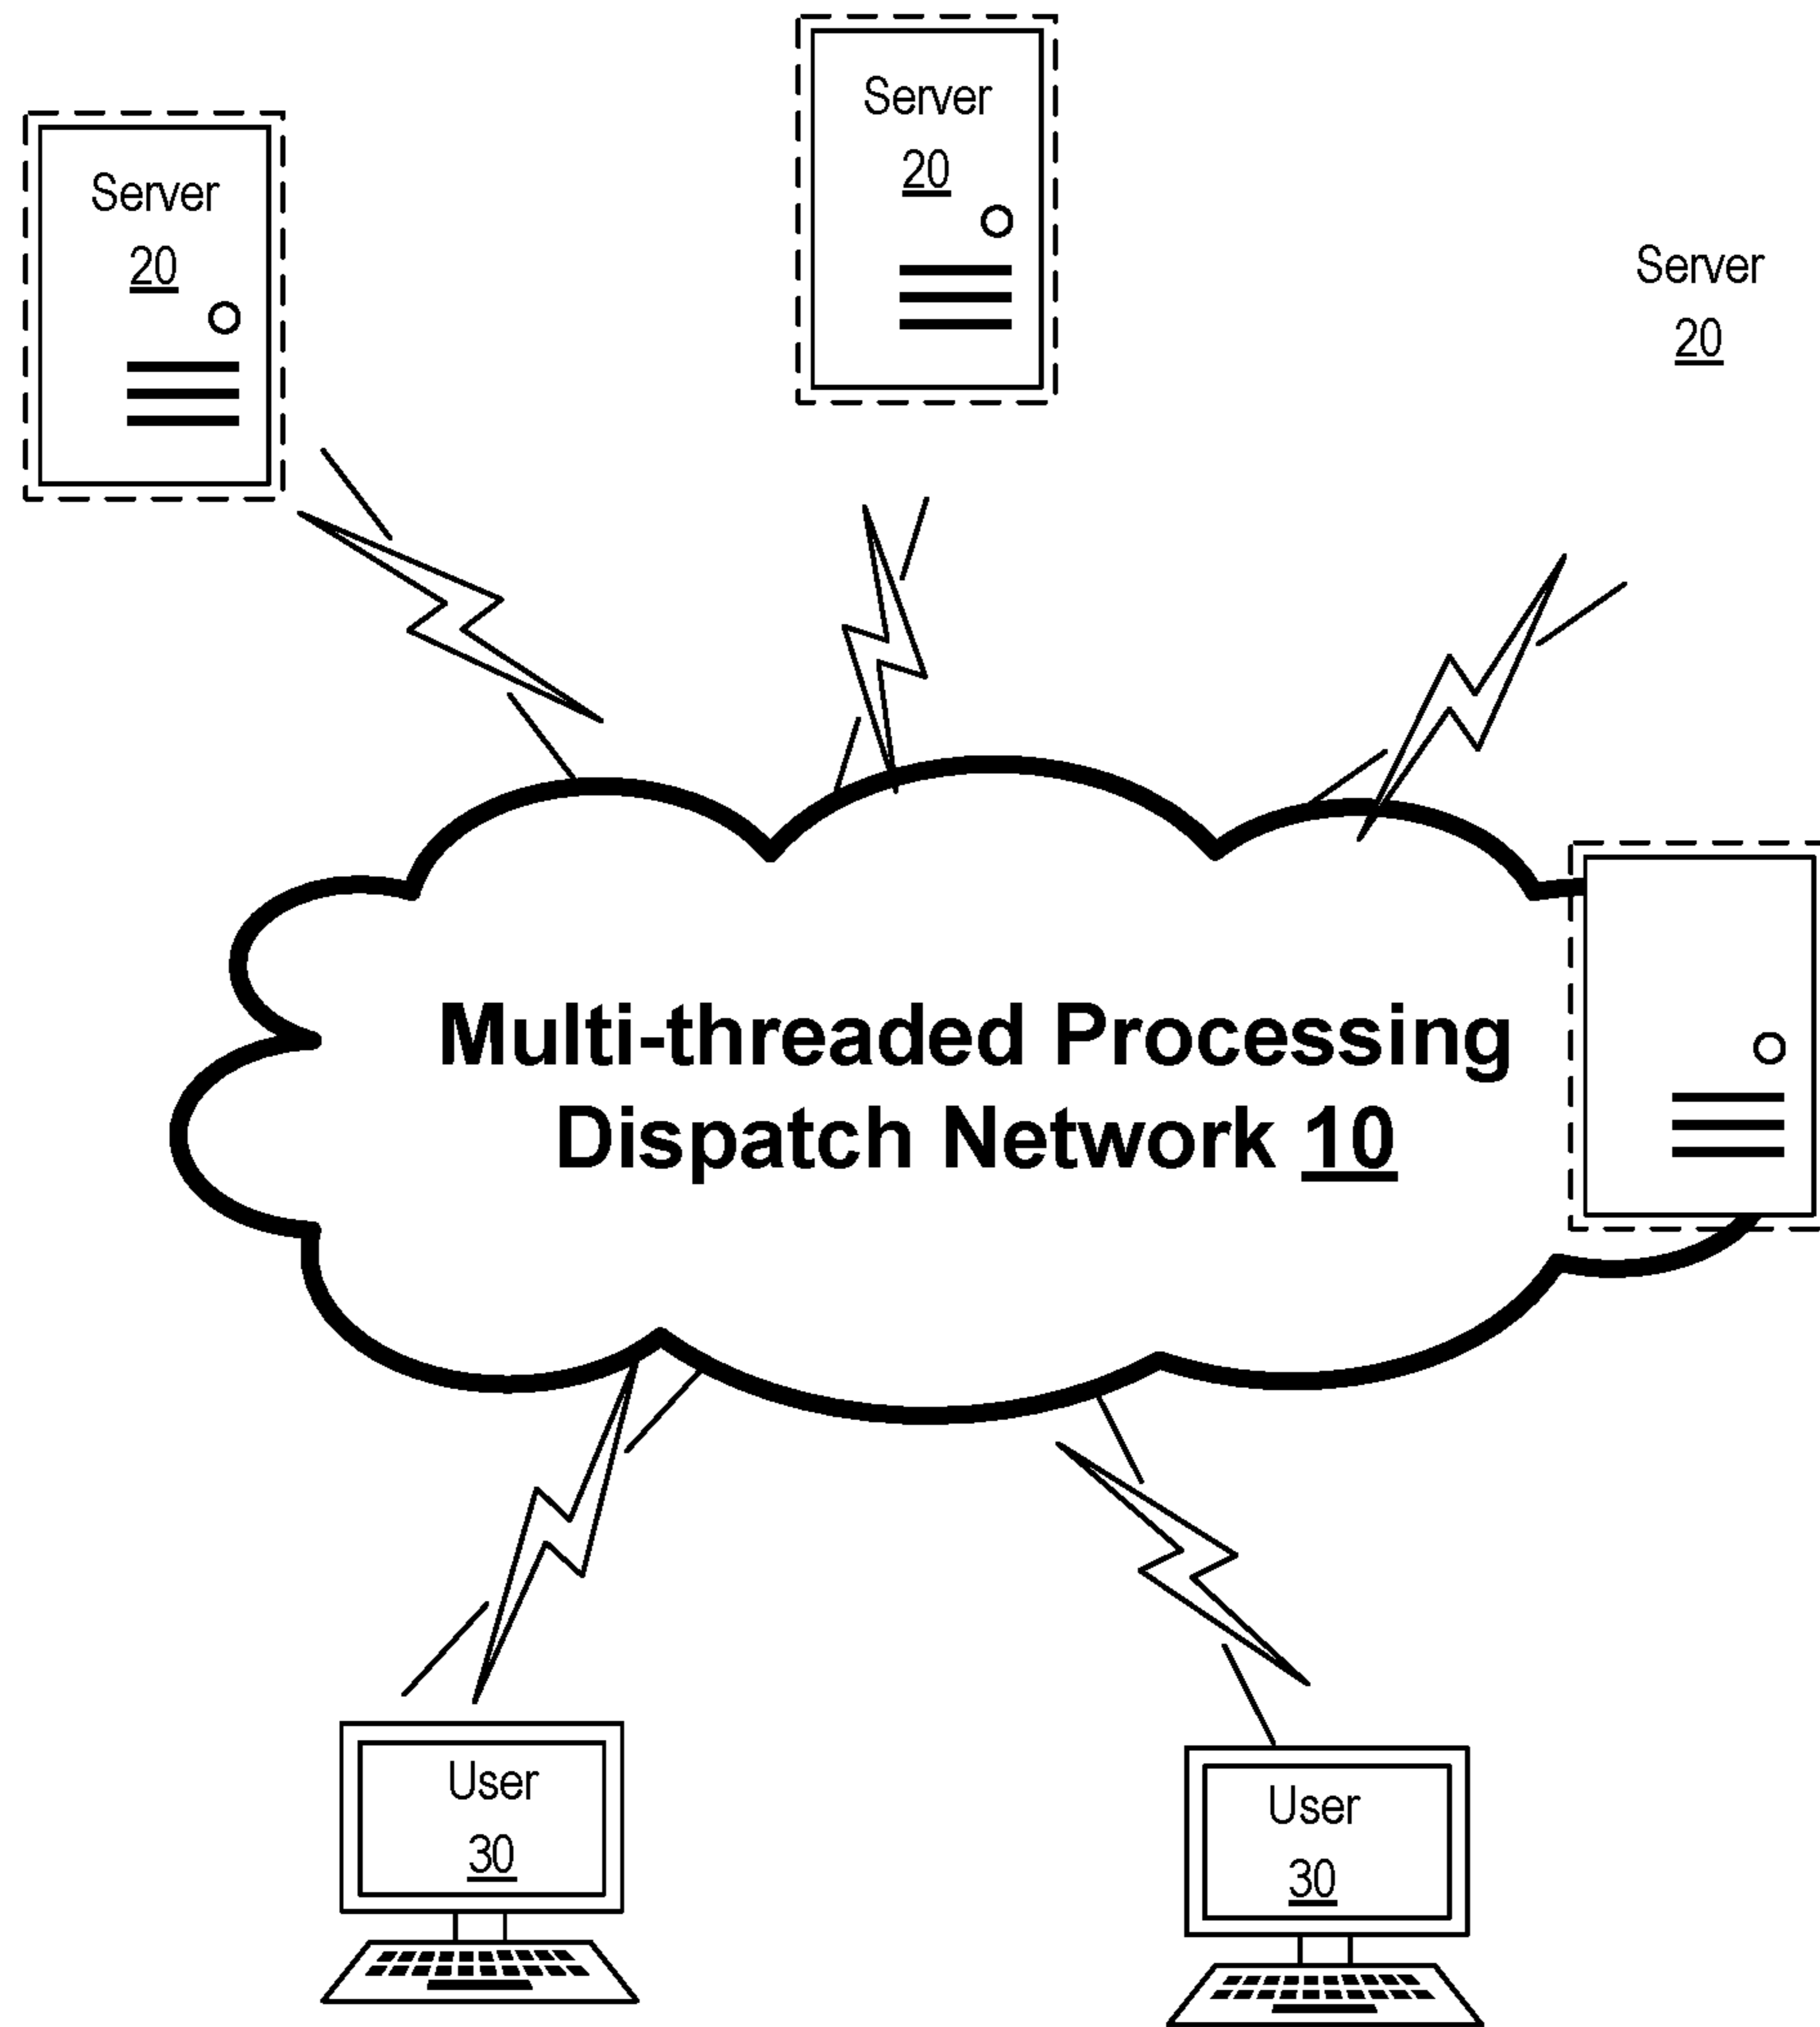 Server
20
Server
20
Server
20
Multi-threaded Processing
Dispatch Network 10
User
30
User
30